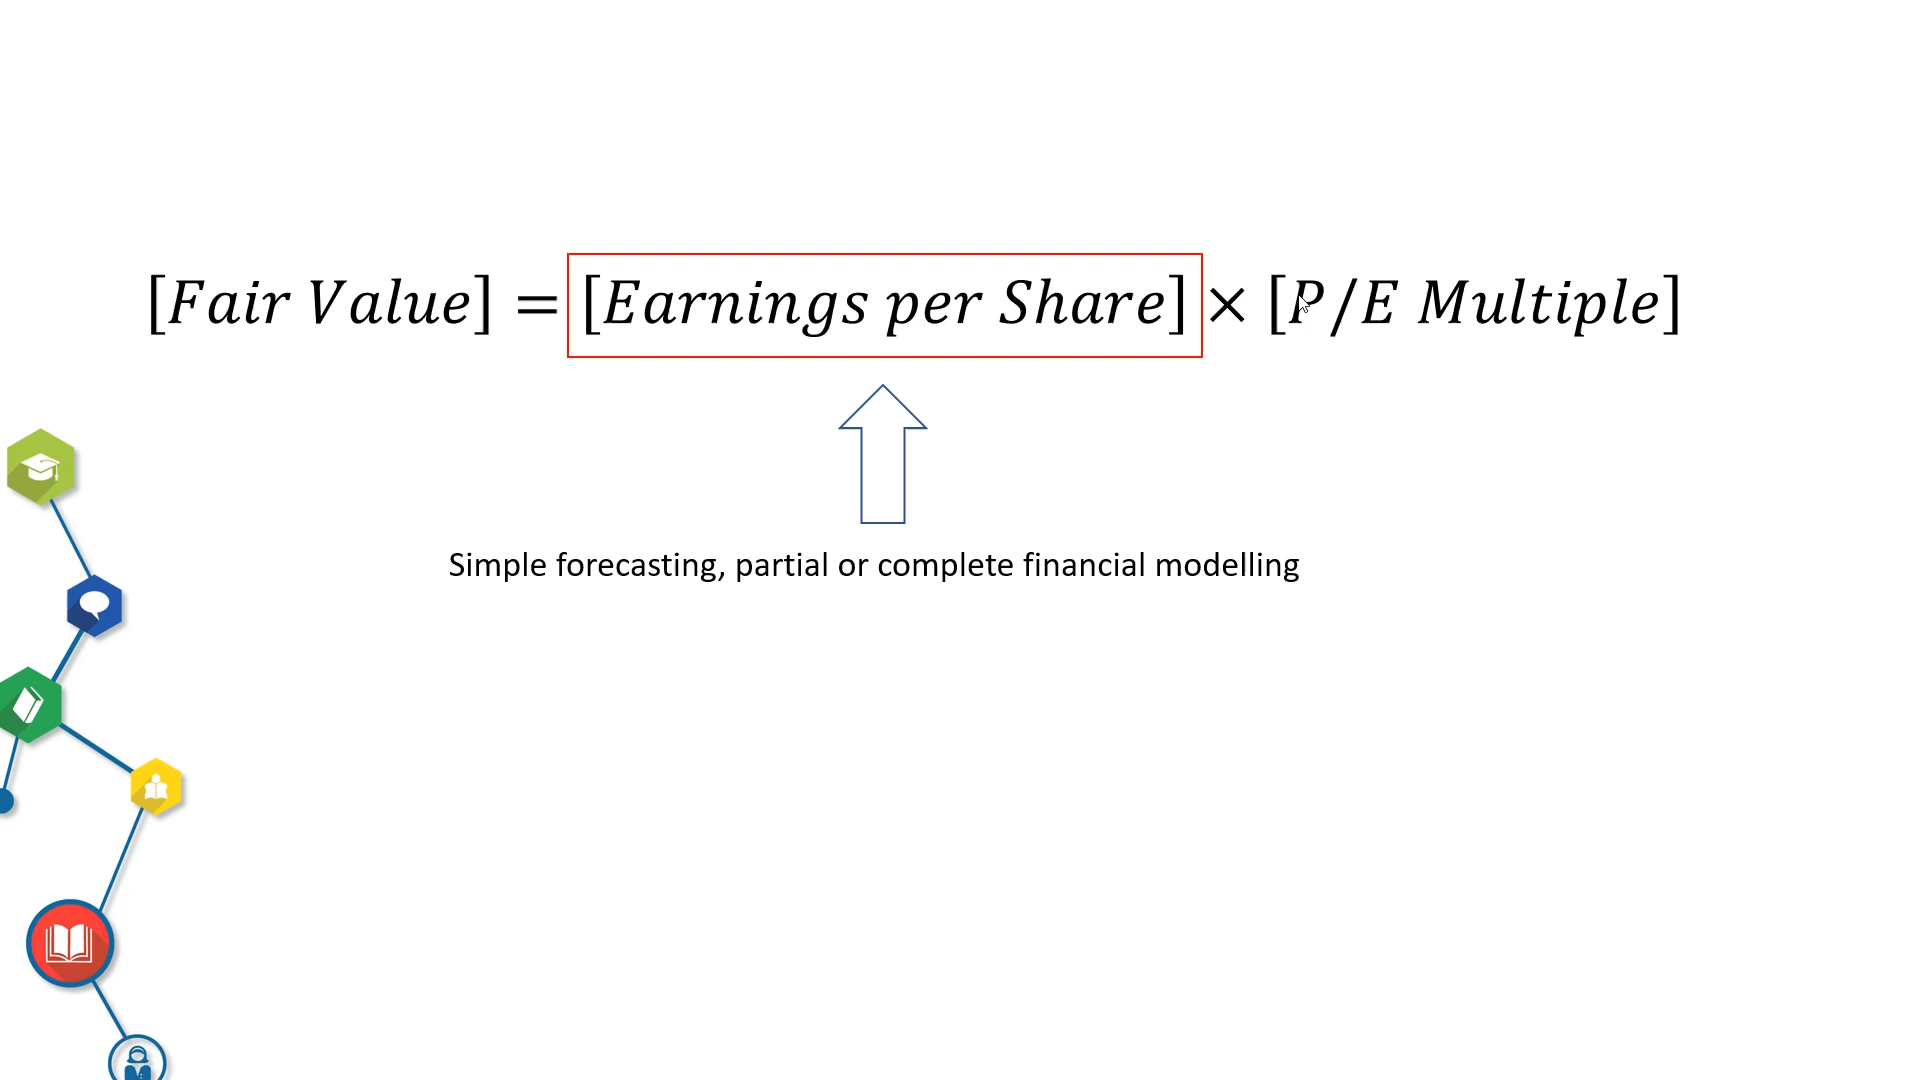 [Fair Value] = [Earnings per Share] × [P/E Multiple]
Simple forecasting, partial or complete financial modelling